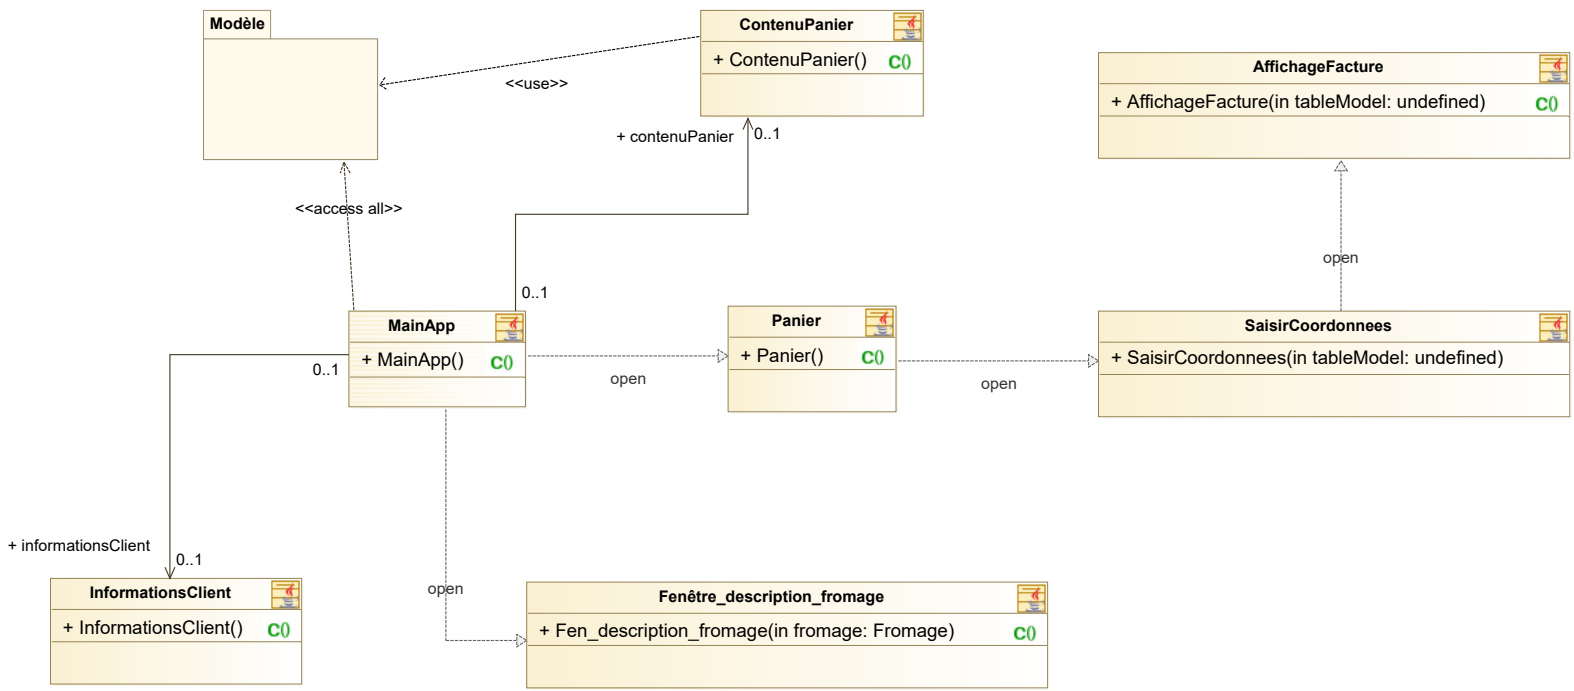 Modèle
ContenuPanier
+ ContenuPanier()
C()
<<use>>
AffichageFacture
+ AffichageFacture(in tableModel: undefined)
C()
+ contenuPanier
0..1
<<access all>>
open
0..1
MainApp
+ MainApp()
C()
0..1
open
Panier
+ Panier()
C()
open
SaisirCoordonnees
+ SaisirCoordonnees(in tableModel: undefined)
+ informationsClient
0..1
InformationsClient
+ InformationsClient()
C()
open
Fenêtre_description_fromage
+ Fen_description_fromage(in fromage: Fromage)
C()